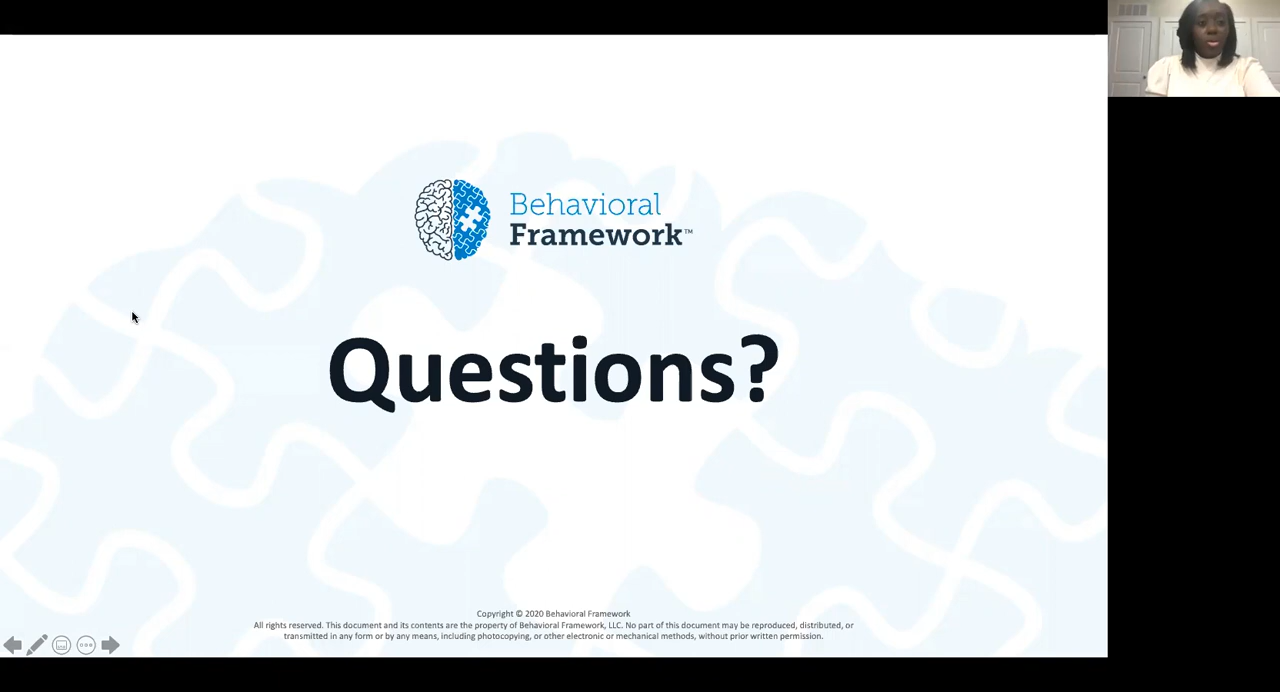 Behavioral
Framework™
Questions?
Copyright © 2020 Behavioral Framework
All rights reserved. This document and its contents are the property of Behavioral Framework, LLC. No part of this document may be reproduced, distributed, or
transmitted in any form or by any means, including photocopying, or other electronic or mechanical methods, without prior written permission.